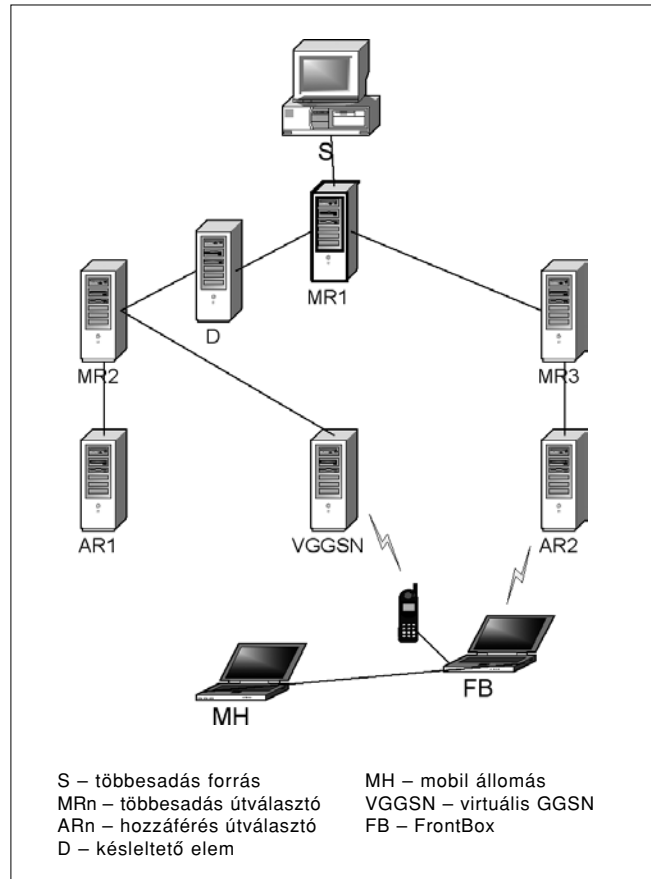 S
MR1
D
MR2
MR3
AR1
VGGSN
AR2
MH
FB
S – többesadás forrás
MRn – többesadás útválasztó
ARn – hozzáférés útválasztó
D – késleltető elem
MH – mobil állomás
VGGSN – virtuális GGSN
FB – FrontBox